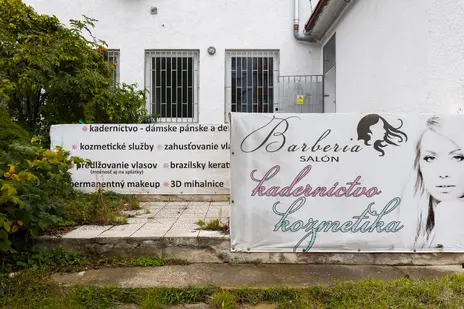 kaderníctvo - dámske pánske a de
kozmetické služby
zahusťovanie vla
predlžovanie vlasov
(možnosť aj na splátky)
brazílsky kerat
permanentný makeup
3D mihalnice
Barberia
SALÓN
kaderníctvo
kozmetika